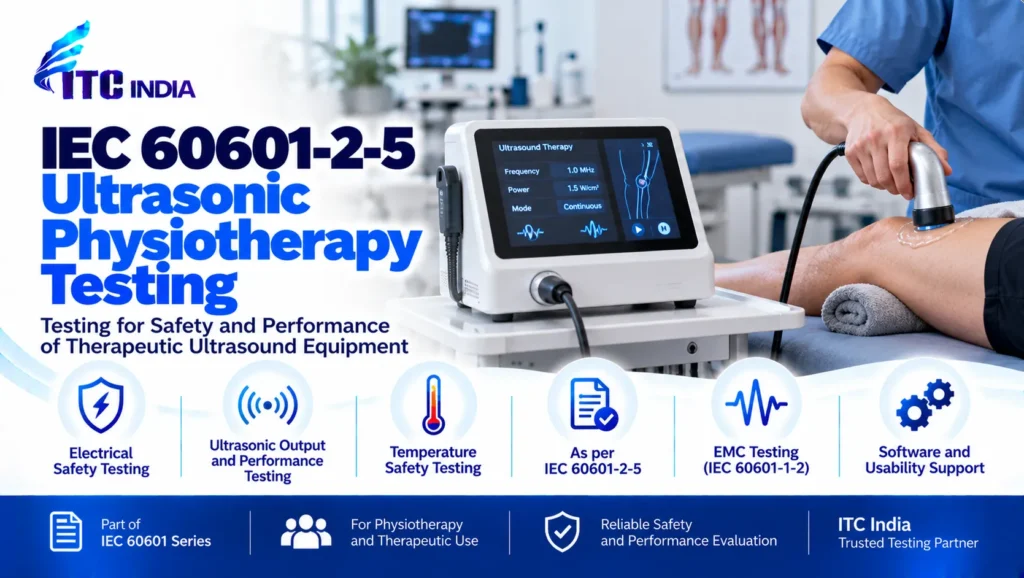 ITC INDIA
IEC 60601-2-5
Ultrasonic
Physiotherapy
Testing
Testing for Safety and Performance
of Therapeutic Ultrasound Equipment
Ultrasound Therapy
Frequency 1.0 MHz
Power 1.5 W/cm²
Mode Continuous
Electrical
Safety Testing
Ultrasonic Output
and Performance
Testing
Temperature
Safety Testing
As per
IEC 60601-2-5
EMC Testing
(IEC 60601-1-2)
Software and
Usability Support
Part of
IEC 60601 Series
For Physiotherapy
and Therapeutic Use
Reliable Safety
and Performance Evaluation
ITC India
Trusted Testing Partner